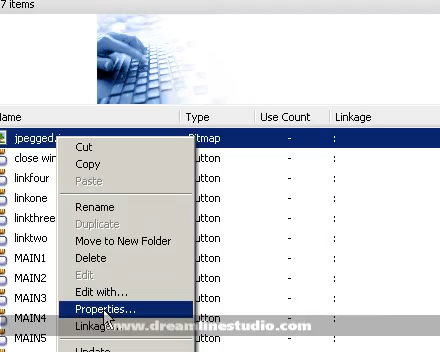 7 items
Name Type Use Count Linkage
jpegged.j Bitmap - :
close win Button - :
linkfour Button - :
linkone Button - :
linkthree Button - :
linktwo Button - :
MAIN1 Button - :
MAIN2 Button - :
MAIN3 Button - :
MAIN4 Button - :
MAIN5 Button - :
Cut
Copy
Paste
Rename
Duplicate
Move to New Folder
Delete
Edit
Edit with...
Properties...
Linkage...
Update
www.dreamlinestudio.com